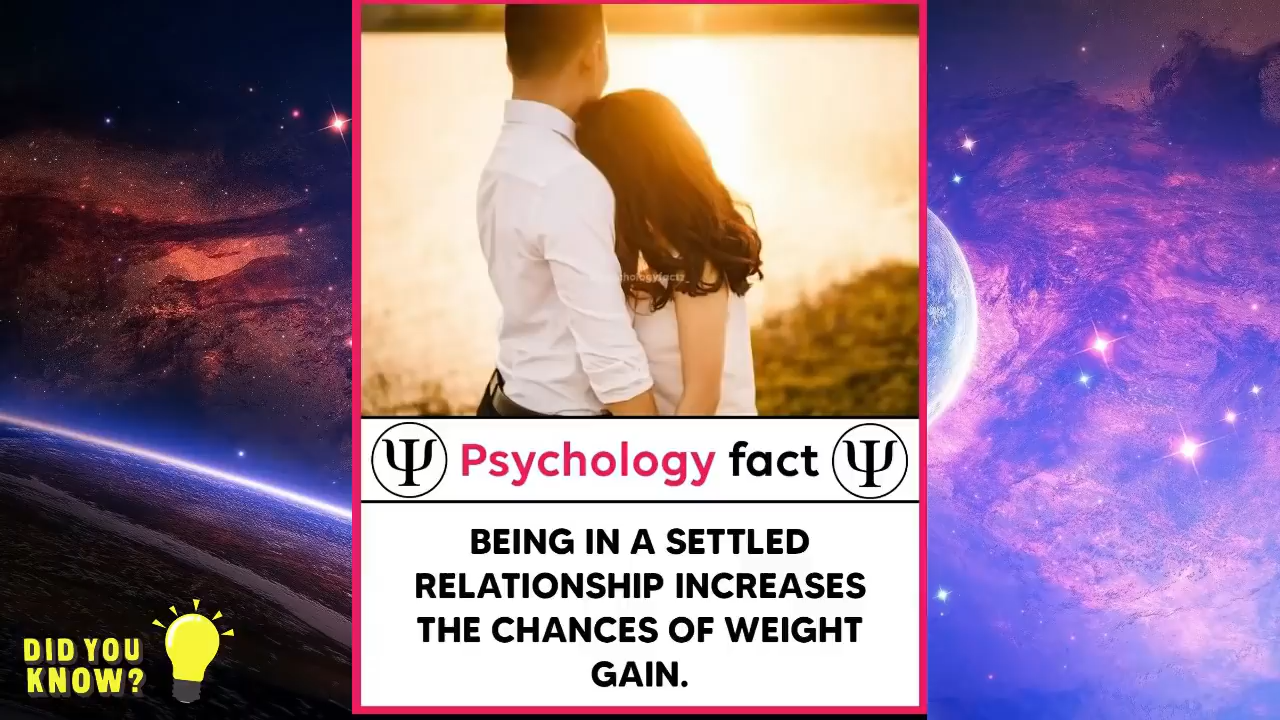 Ψ Psychology fact Ψ
BEING IN A SETTLED
RELATIONSHIP INCREASES
THE CHANCES OF WEIGHT
GAIN.
DID YOU
KNOW?